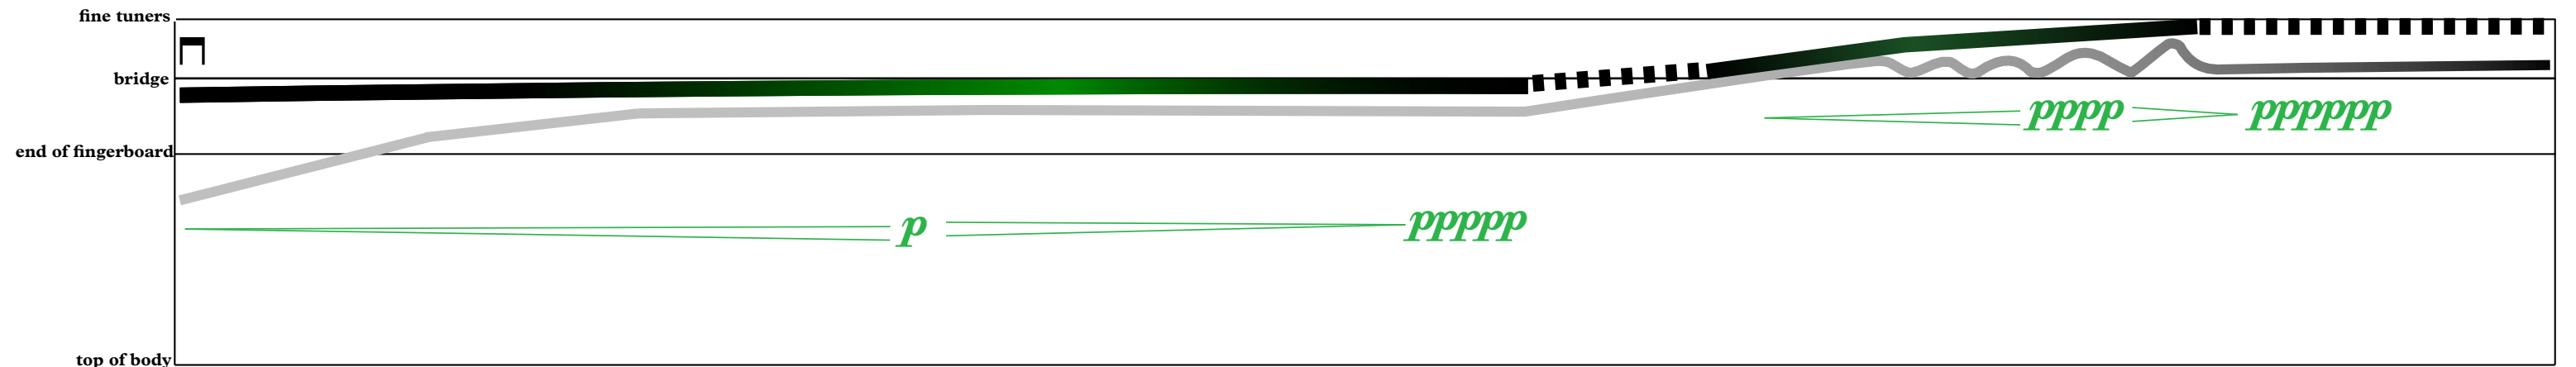 fine tuners
bridge
pppp pppppp
end of fingerboard
p ppppp
top of body